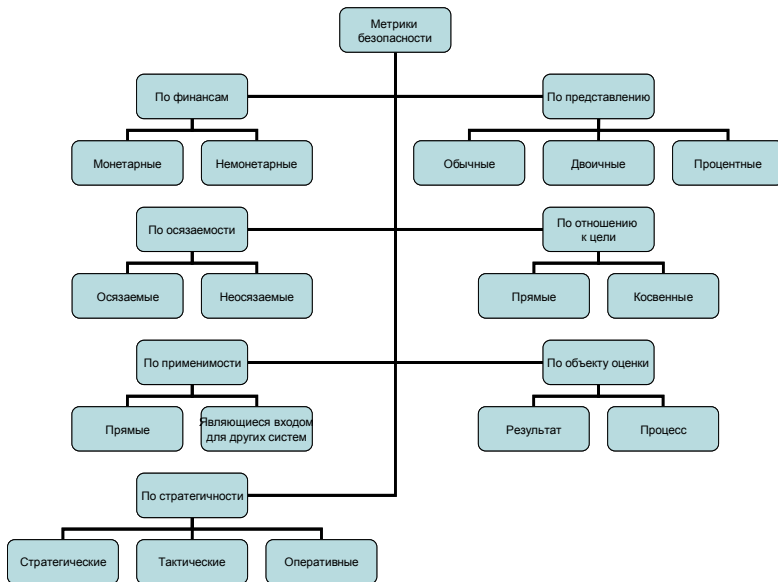 Метрики
безопасности
По финансам
По представлению
Монетарные
Немонетарные
Обычные
Двоичные
Процентные
По осязаемости
По отношению
к цели
Осязаемые
Неосязаемые
Прямые
Косвенные
По применимости
По объекту оценки
Прямые
Являющиеся входом
для других систем
Результат
Процесс
По стратегичности
Стратегические
Тактические
Оперативные